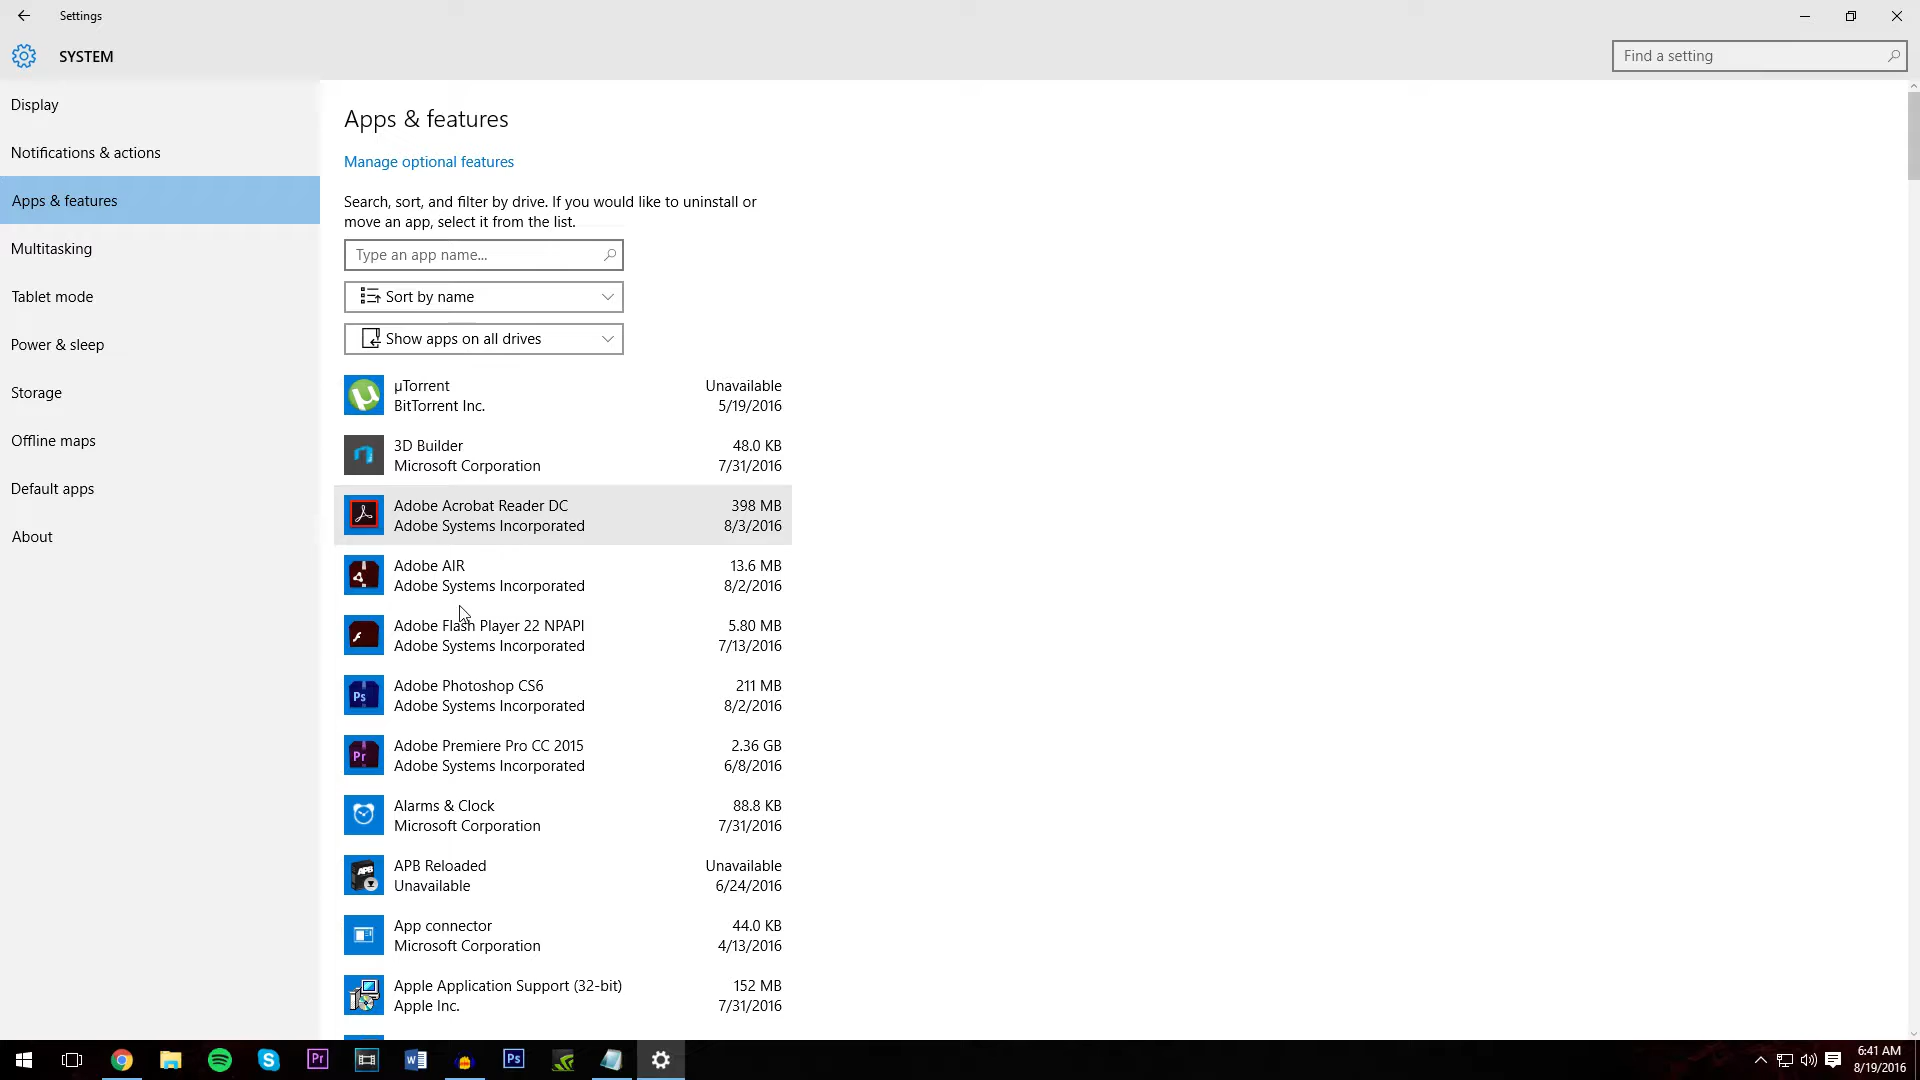 Settings
SYSTEM
Find a setting
Display
Notifications & actions
Apps & features
Multitasking
Tablet mode
Power & sleep
Storage
Offline maps
Default apps
About
Apps & features
Manage optional features
Search, sort, and filter by drive. If you would like to uninstall or
move an app, select it from the list.
Type an app name...
Sort by name
Show apps on all drives
µTorrent Unavailable
BitTorrent Inc. 5/19/2016
3D Builder 48.0 KB
Microsoft Corporation 7/31/2016
Adobe Acrobat Reader DC 398 MB
Adobe Systems Incorporated 8/3/2016
Adobe AIR 13.6 MB
Adobe Systems Incorporated 8/2/2016
Adobe Flash Player 22 NPAPI 5.80 MB
Adobe Systems Incorporated 7/13/2016
Ps
Adobe Photoshop CS6 211 MB
Adobe Systems Incorporated 8/2/2016
Pr
Adobe Premiere Pro CC 2015 2.36 GB
Adobe Systems Incorporated 6/8/2016
Alarms & Clock 88.8 KB
Microsoft Corporation 7/31/2016
APB
APB Reloaded Unavailable
Unavailable 6/24/2016
App connector 44.0 KB
Microsoft Corporation 4/13/2016
Apple Application Support (32-bit) 152 MB
Apple Inc. 7/31/2016
Pr
Ps
6:41 AM
8/19/2016